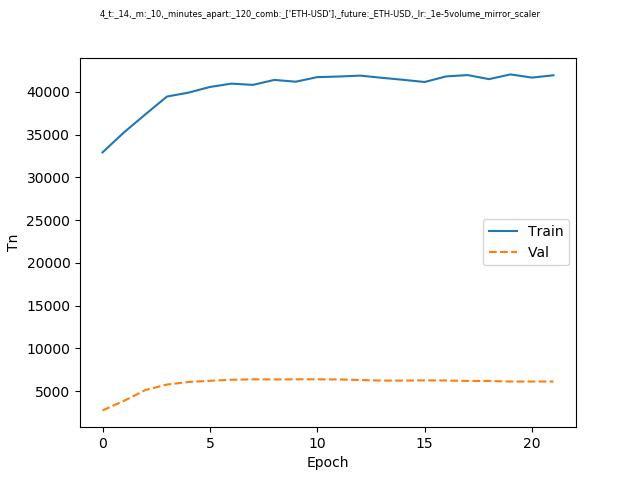 4_t:_14,_m:_10,_minutes_apart:_120_comb:_['ETH-USD'],_future:_ETH-USD,_lr:_1e-5volume_mirror_scaler
40000
35000
30000
25000
20000
15000
10000
5000
Tn
Train
Val
0 5 10 15 20
Epoch